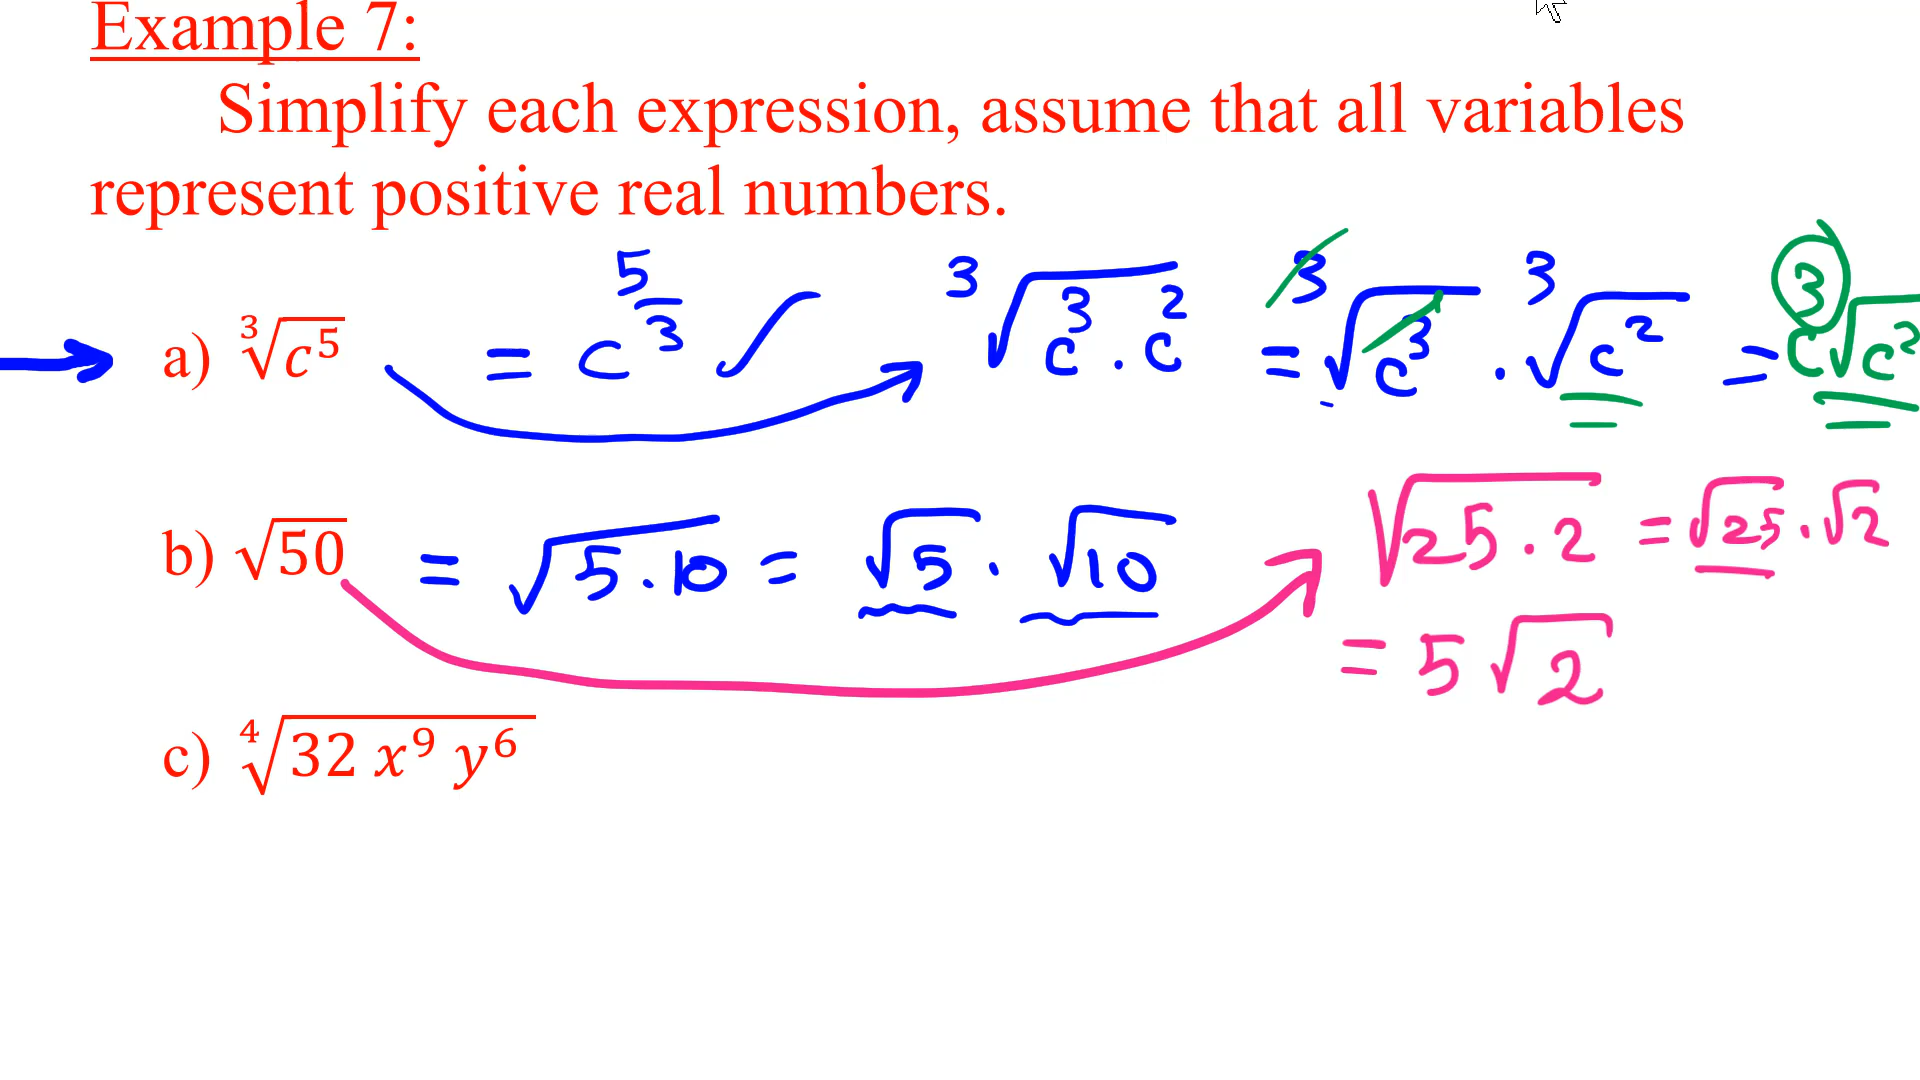 Example 7:
Simplify each expression, assume that all variables
represent positive real numbers.
a) ∛(c⁵) = c^(5/3) ✓ ∛(c³ · c²) = ∛(c³) · ∛(c²) = c ∛(c²)
b) √50 = √(5 · 10) = √5 · √10 √(25 · 2) = √25 · √2
= 5 √2
c) ∜(32 x⁹ y⁶)